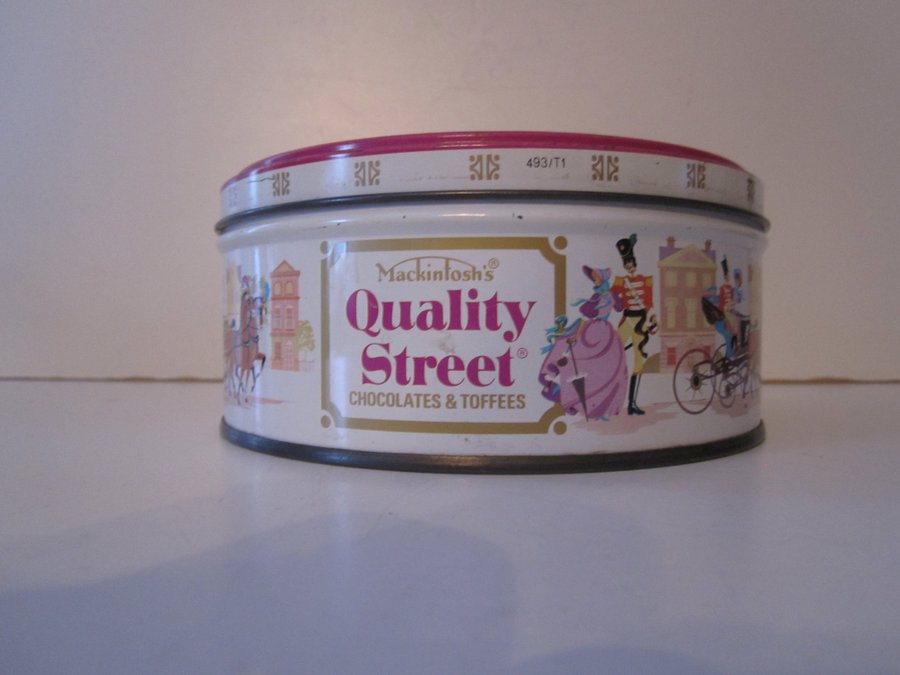 493/T1
Mackintosh's®
Quality
Street®
CHOCOLATES & TOFFEES